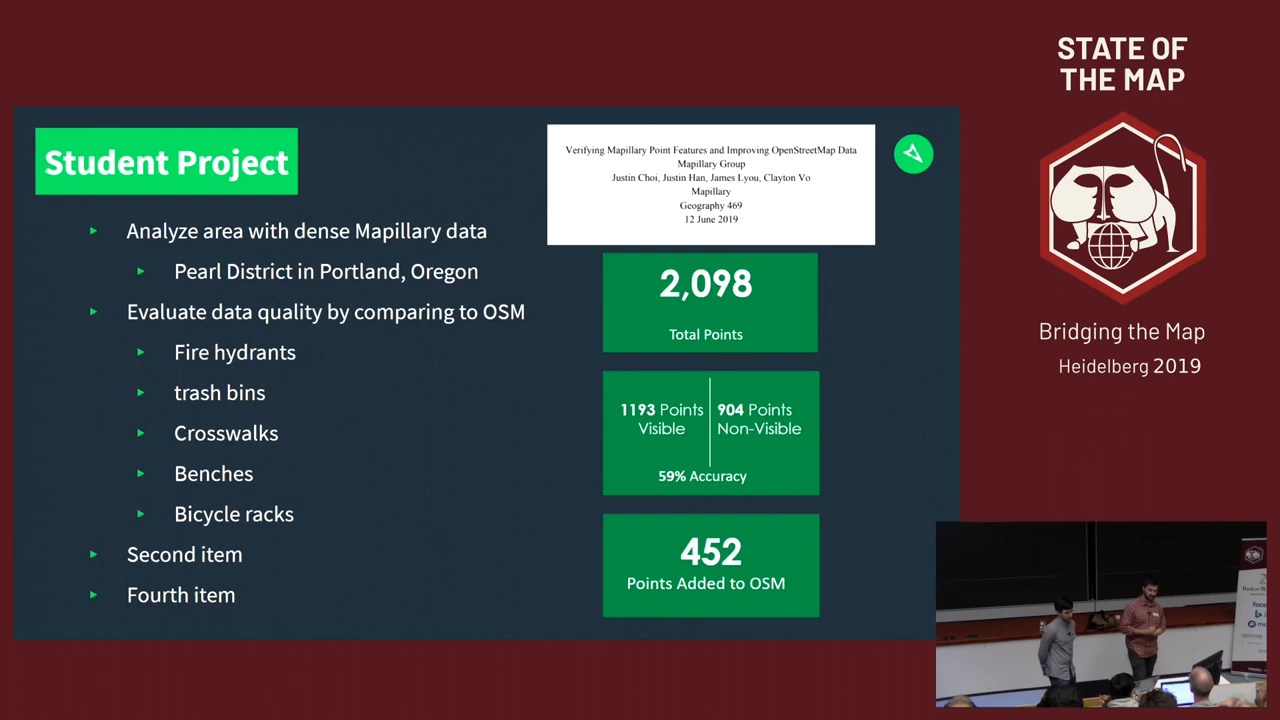 STATE OF
THE MAP
Student Project
Verifying Mapillary Point Features and Improving OpenStreetMap Data
Mapillary Group
Justin Choi, Justin Han, James Lyou, Clayton Vo
Mapillary
Geography 469
12 June 2019
Analyze area with dense Mapillary data
Pearl District in Portland, Oregon
Evaluate data quality by comparing to OSM
Fire hydrants
trash bins
Crosswalks
Benches
Bicycle racks
Second item
Fourth item
2,098
Total Points
1193 Points
Visible
904 Points
Non-Visible
59% Accuracy
452
Points Added to OSM
Bridging the Map
Heidelberg 2019